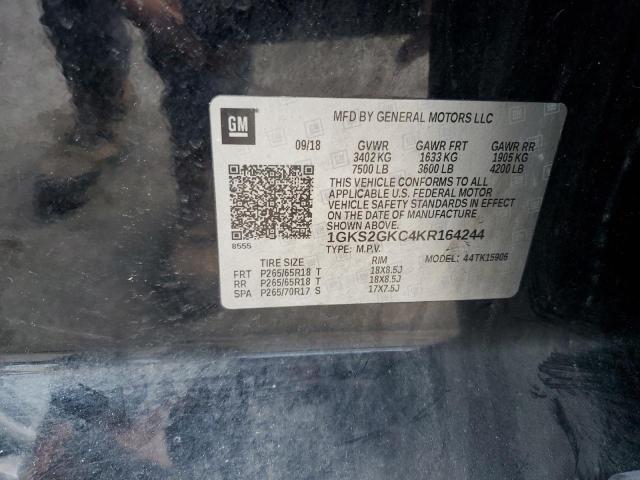 GM
MFD BY GENERAL MOTORS LLC
09/18 GVWR GAWR FRT GAWR RR
3402 KG 1633 KG 1905 KG
7500 LB 3600 LB 4200 LB
THIS VEHICLE CONFORMS TO ALL
APPLICABLE U.S. FEDERAL MOTOR
VEHICLE SAFETY STANDARDS IN EFFECT
ON THE DATE OF MANUFACTURE
SHOWN ABOVE.
8555
1GKS2GKC4KR164244
TYPE: M.P.V. MODEL: 44TK15906
TIRE SIZE RIM
FRT P265/65R18 T 18X8.5J
RR P265/65R18 T 18X8.5J
SPA P265/70R17 S 17X7.5J